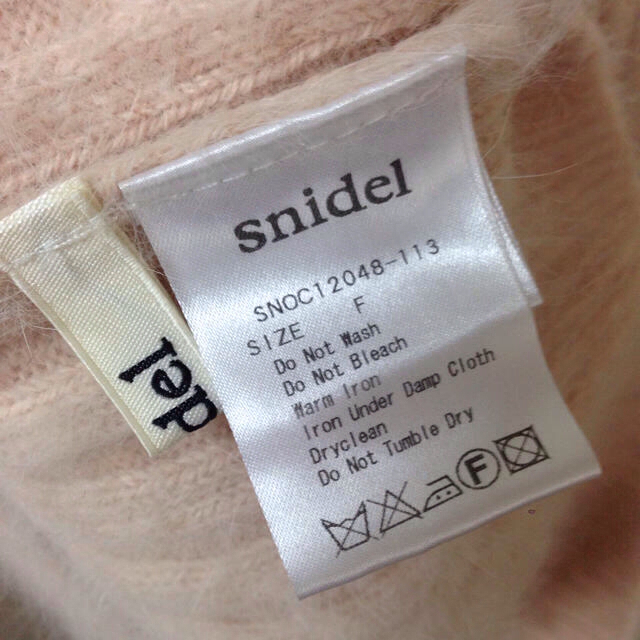 snidel
SNOC12048-113
SIZE F
Do Not Wash
Do Not Bleach
Warm Iron
Iron Under Damp Cloth
Dryclean
Do Not Tumble Dry
F
del